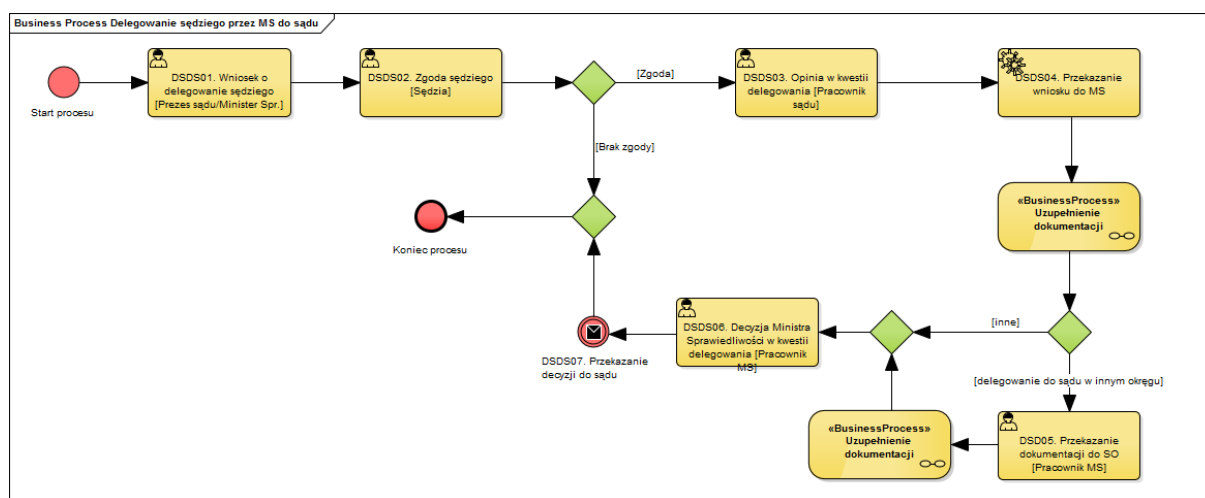 Business Process Delegowanie sędziego przez MS do sądu
Start procesu
DSDS01. Wniosek o
delegowanie sędziego
[Prezes sądu/Minister Spr.]
DSDS02. Zgoda sędziego
[Sędzia]
[Zgoda]
DSDS03. Opinia w kwestii
delegowania [Pracownik
sądu]
DSDS04. Przekazanie
wniosku do MS
[Brak zgody]
Koniec procesu
«BusinessProcess»
Uzupełnienie
dokumentacji
[inne]
DSDS06. Decyzja Ministra
Sprawiedliwości w kwestii
delegowania [Pracownik
MS]
DSDS07. Przekazanie
decyzji do sądu
[delegowanie do sądu w innym okręgu]
«BusinessProcess»
Uzupełnienie
dokumentacji
DSD05. Przekazanie
dokumentacji do SO
[Pracownik MS]